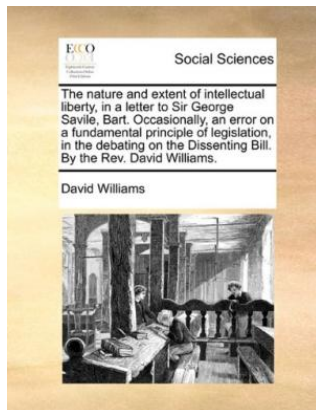 ECCO
Social Sciences
The nature and extent of intellectual
liberty, in a letter to Sir George
Savile, Bart. Occasionally, an error on
a fundamental principle of legislation,
in the debating on the Dissenting Bill.
By the Rev. David Williams.
David Williams